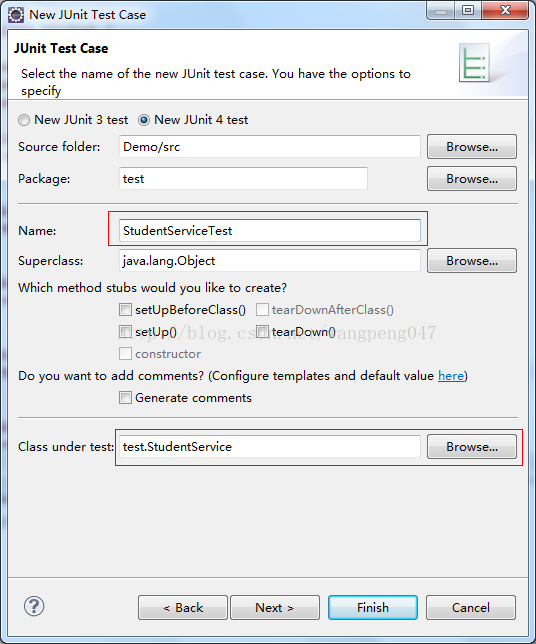 New JUnit Test Case
JUnit Test Case
Select the name of the new JUnit test case. You have the options to
specify
New JUnit 3 test New JUnit 4 test
Source folder: Demo/src Browse...
Package: test Browse...
Name: StudentServiceTest
Superclass: java.lang.Object Browse...
Which method stubs would you like to create?
setUpBeforeClass() tearDownAfterClass()
setUp() tearDown()
http://blog.csdn.net/yangpeng047
constructor
Do you want to add comments? (Configure templates and default value here)
Generate comments
Class under test: test.StudentService Browse...
? < Back Next > Finish Cancel